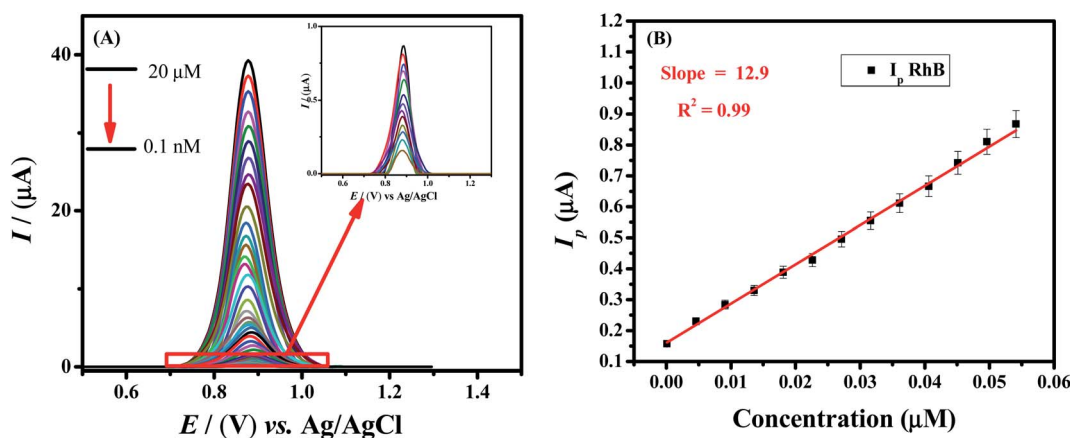 (A)
20 μM
0.1 nM
I / (μA)
40
20
0
0.6
0.8
1.0
1.2
1.4
E / (V) vs. Ag/AgCl
I / (μA)
1.0
0.7
0.5
0.2
0.0
0.6
0.8
1.0
1.2
E / (V) vs Ag/AgCl
(B)
Slope = 12.9
R² = 0.99
Iₚ RhB
Iₚ (μA)
1.0
0.9
0.8
0.7
0.6
0.5
0.4
0.3
0.2
0.1
0.00
0.01
0.02
0.03
0.04
0.05
0.06
Concentration (μM)